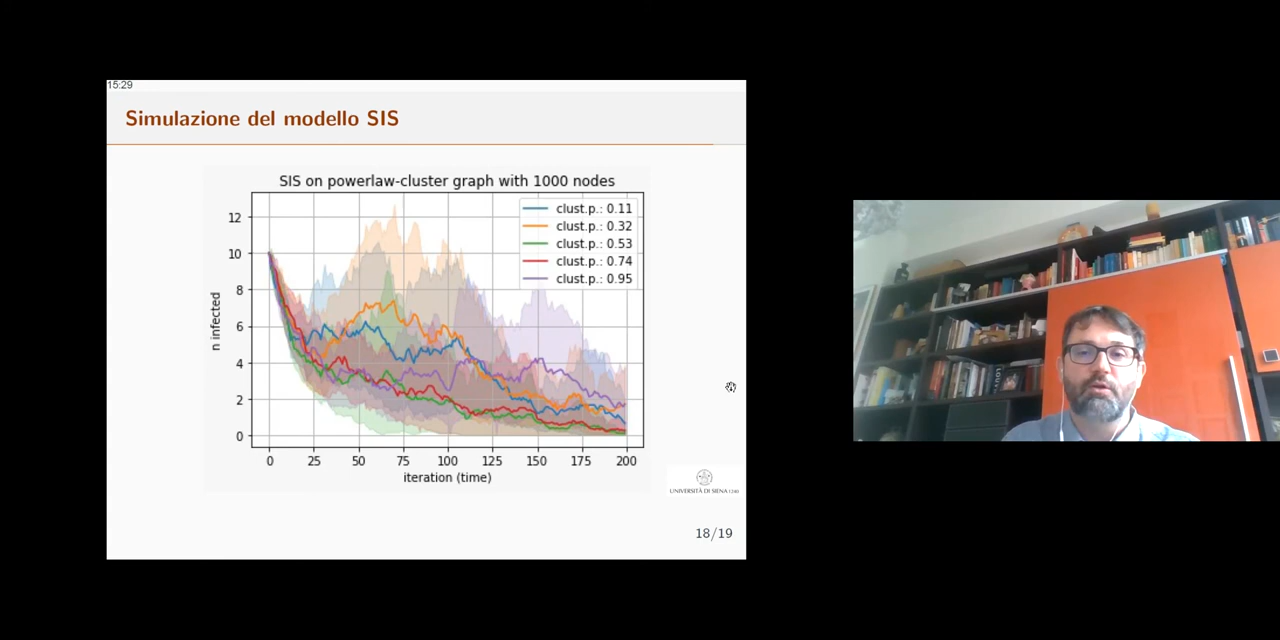 15:29
Simulazione del modello SIS
SIS on powerlaw-cluster graph with 1000 nodes
clust.p.: 0.11
clust.p.: 0.32
clust.p.: 0.53
clust.p.: 0.74
clust.p.: 0.95
n infected
12
10
8
6
4
2
0
0 25 50 75 100 125 150 175 200
iteration (time)
UNIVERSITÀ DI SIENA 1240
18/19